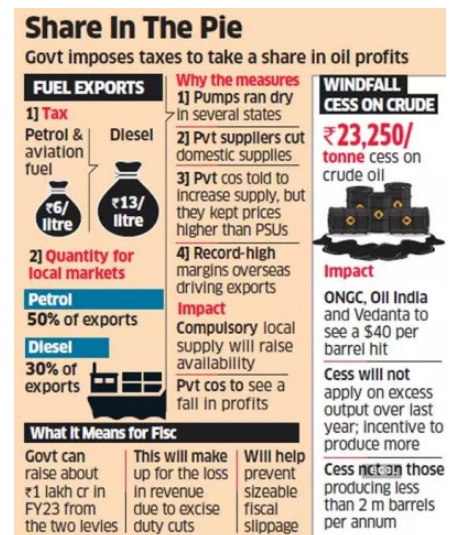 Share In The Pie
Govt imposes taxes to take a share in oil profits
FUEL EXPORTS
1] Tax
Petrol &
aviation
fuel
₹6/
litre
Diesel
₹13/
litre
2] Quantity for
local markets
Petrol
50% of exports
Diesel
30% of
exports
Why the measures
1] Pumps ran dry
in several states
2] Pvt suppliers cut
domestic supplies
3] Pvt cos told to
increase supply, but
they kept prices
higher than PSUs
4] Record-high
margins overseas
driving exports
Impact
Compulsory local
supply will raise
availability
Pvt cos to see a
fall in profits
WINDFALL
CESS ON CRUDE
₹23,250/
tonne cess on
crude oil
Impact
ONGC, Oil India
and Vedanta to
see a $40 per
barrel hit
Cess will not
apply on excess
output over last
year; incentive to
produce more
Cess those
producing less
than 2 m barrels
per annum
What It Means for Fisc
Govt can
raise about
₹1 lakh cr in
FY23 from
the two levies
This will make
up for the loss
in revenue
due to excise
duty cuts
Will help
prevent
sizeable
fiscal
slippage